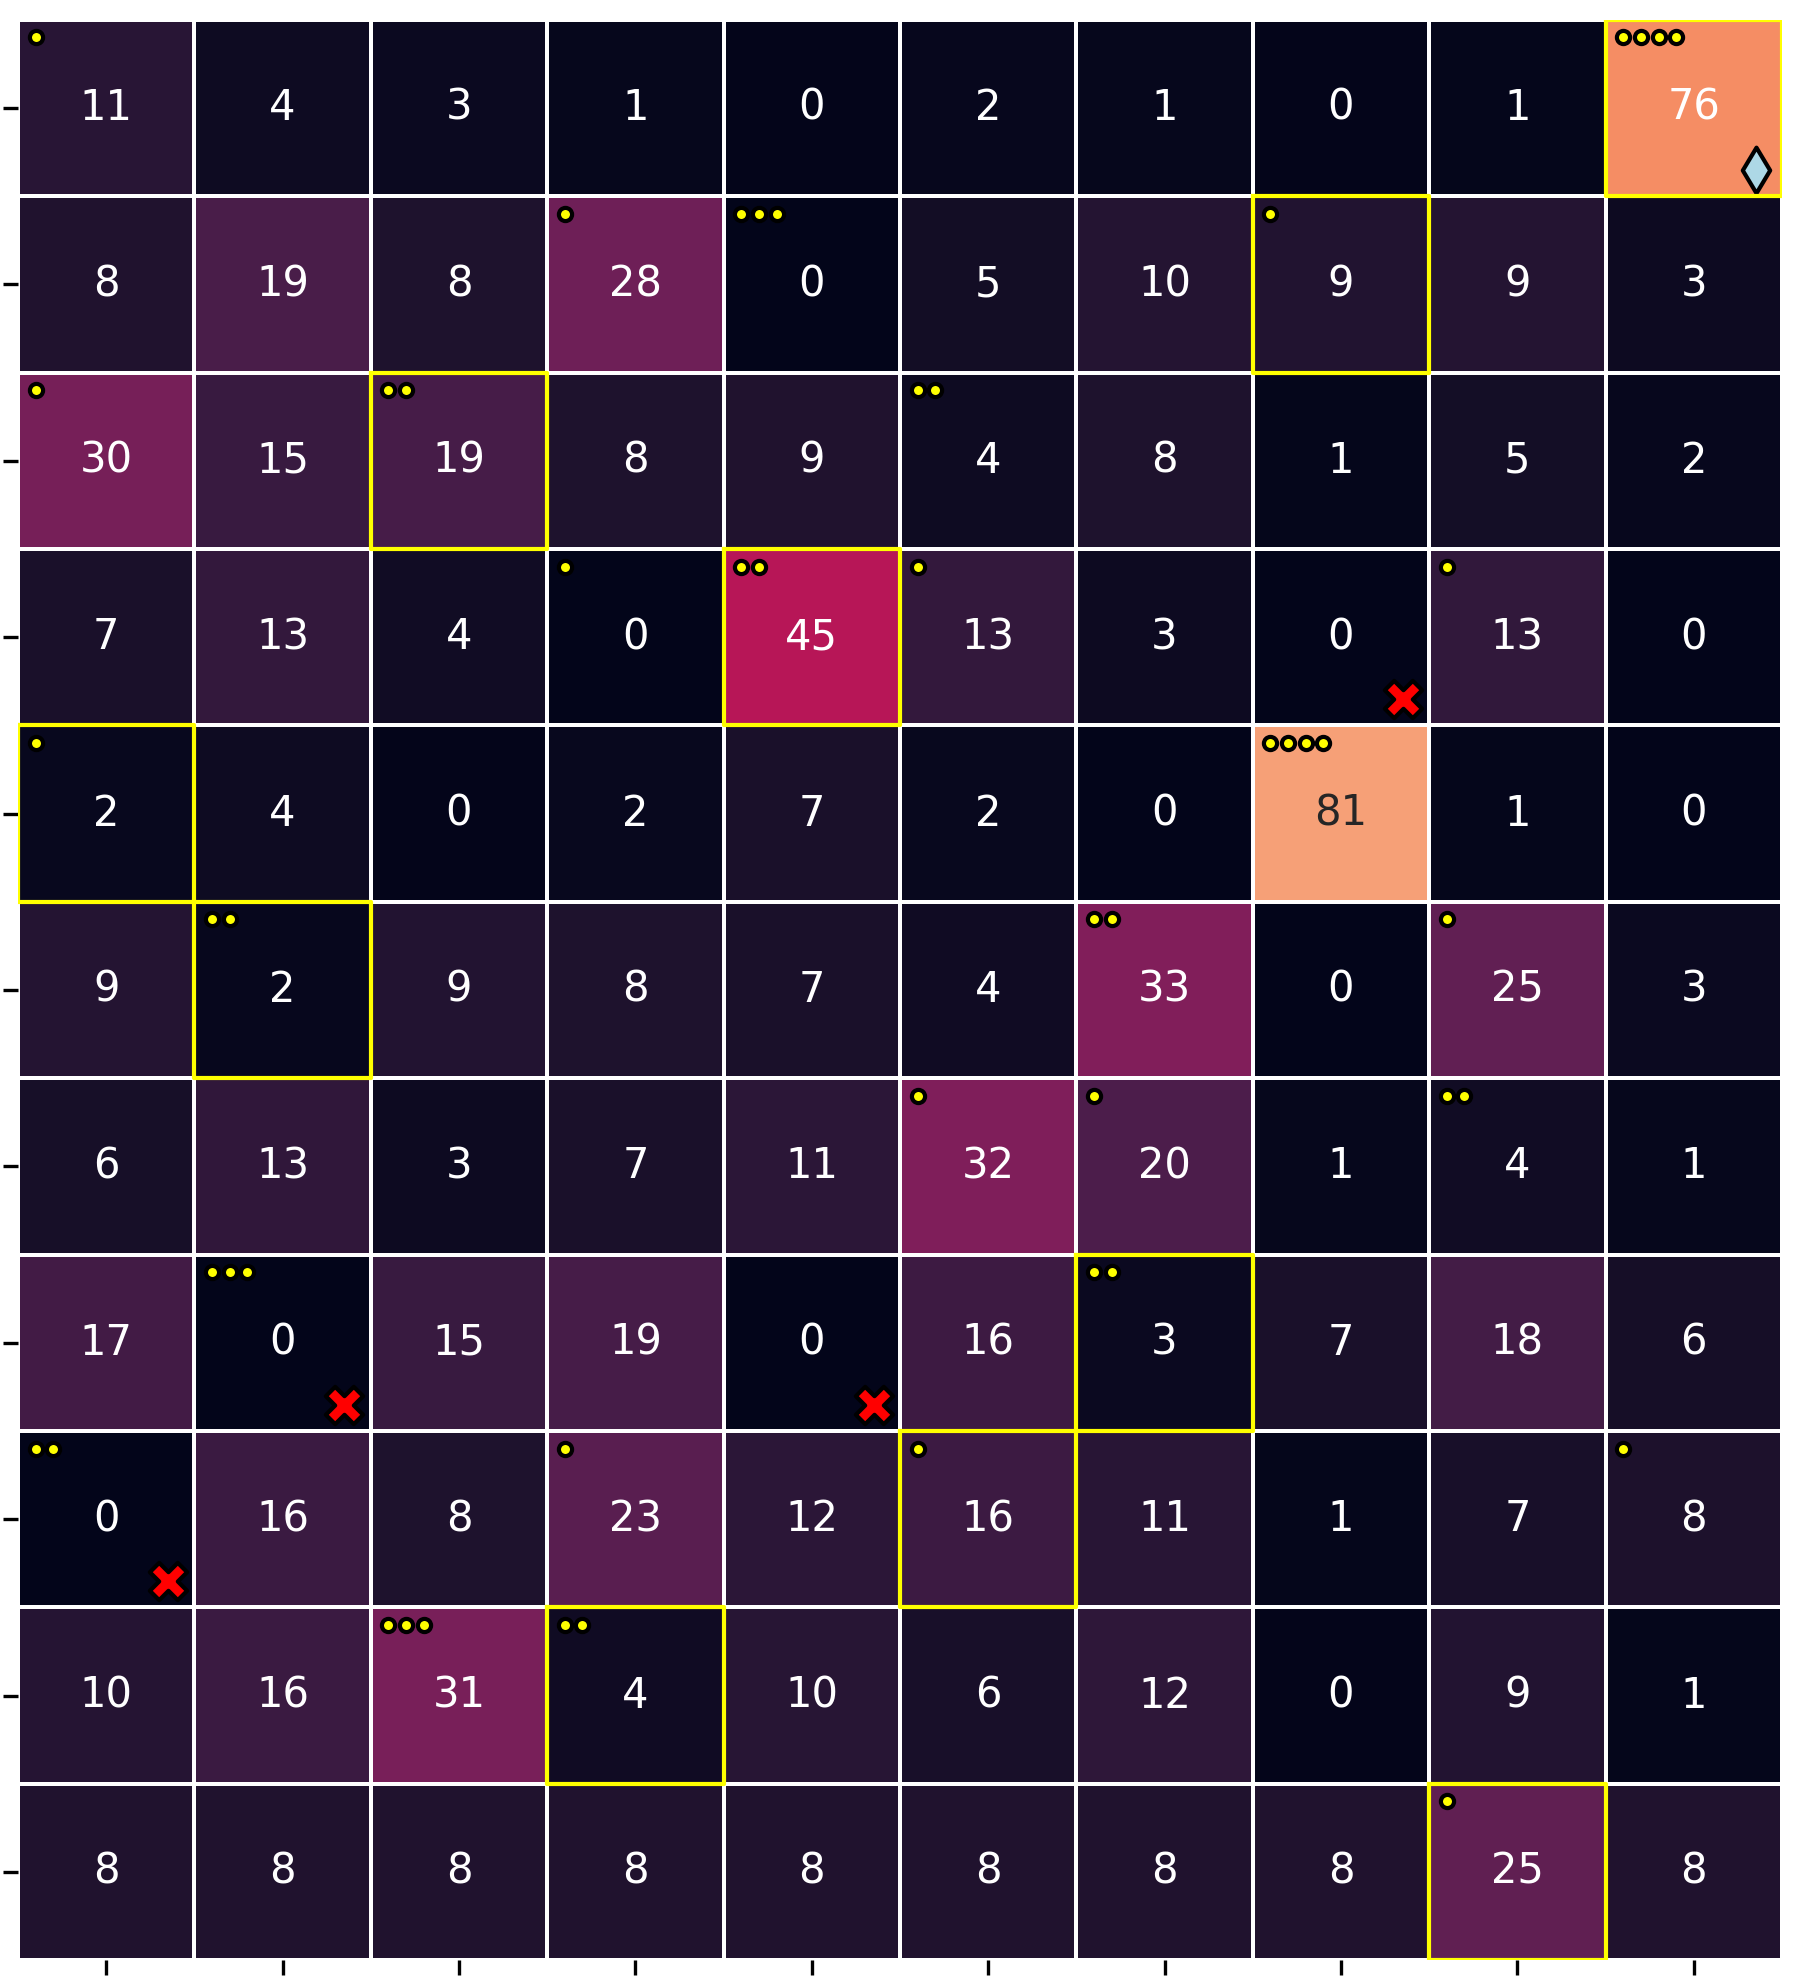 11 4 3 1 0 2 1 0 1 76
8 19 8 28 0 5 10 9 9 3
30 15 19 8 9 4 8 1 5 2
7 13 4 0 45 13 3 0 13 0
2 4 0 2 7 2 0 81 1 0
9 2 9 8 7 4 33 0 25 3
6 13 3 7 11 32 20 1 4 1
17 0 15 19 0 16 3 7 18 6
0 16 8 23 12 16 11 1 7 8
10 16 31 4 10 6 12 0 9 1
8 8 8 8 8 8 8 8 25 8